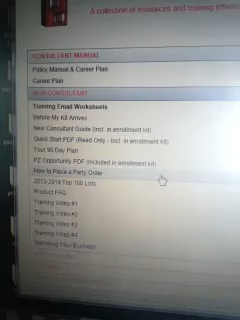 A collection of resources and training
CONSULTANT MANUAL
Policy Manual & Career Plan
Career Plan
NEW CONSULTANT
Training Email Worksheets
Before My Kit Arrives
New Consultant Guide (Incl. in enrollment kit)
Quick Start PDF (Read Only - Incl. in enrollment kit)
Your 90 Day Plan
PZ Opportunity PDF (Included in enrollment kit)
How to Place a Party Order
2013-2014 Top 100 Lists
Product FAQ
Training Video #1
Training Video #2
Training Video #3
Training Video #4
Marketing Your Business